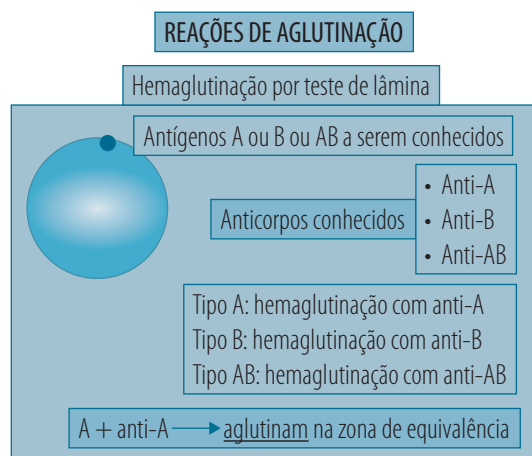 REAÇÕES DE AGLUTINAÇÃO
Hemaglutinação por teste de lâmina
Antígenos A ou B ou AB a serem conhecidos
Anticorpos conhecidos
• Anti-A
• Anti-B
• Anti-AB
Tipo A: hemaglutinação com anti-A
Tipo B: hemaglutinação com anti-B
Tipo AB: hemaglutinação com anti-AB
A + anti-A → aglutinam na zona de equivalência